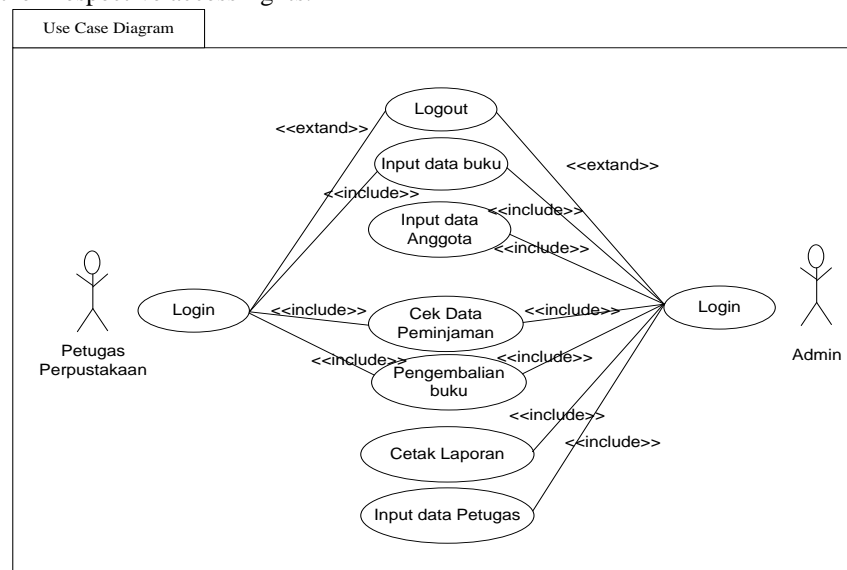 Use Case Diagram
Logout
<<extand>>
<<extand>>
Input data buku
<<include>>
<<include>>
Input data
Anggota
<<include>>
Login
<<include>>
Cek Data
Peminjaman
<<include>>
Login
Petugas
Perpustakaan
<<include>>
Pengembalian
buku
<<include>>
Admin
<<include>>
Cetak Laporan
<<include>>
Input data Petugas